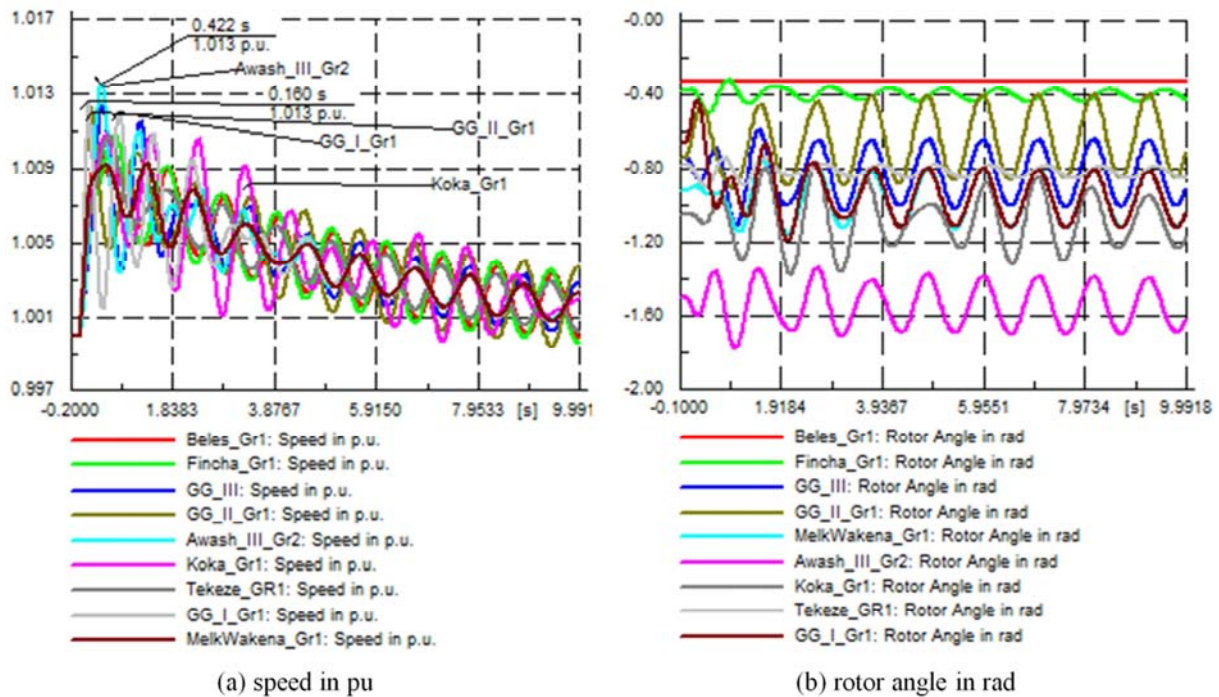 1.017
0.422 s
1.013 p.u.
Awash_III_Gr2
1.013
0.160 s
1.013 p.u.
GG_II_Gr1
GG_I_Gr1
1.009
Koka_Gr1
1.005
1.001
0.997
-0.2000 1.8383 3.8767 5.9150 7.9533 [s] 9.991
Beles_Gr1: Speed in p.u.
Fincha_Gr1: Speed in p.u.
GG_III: Speed in p.u.
GG_II_Gr1: Speed in p.u.
Awash_III_Gr2: Speed in p.u.
Koka_Gr1: Speed in p.u.
Tekeze_GR1: Speed in p.u.
GG_I_Gr1: Speed in p.u.
MelkWakena_Gr1: Speed in p.u.
(a) speed in pu
-0.00
-0.40
-0.80
-1.20
-1.60
-2.00
-0.1000 1.9184 3.9367 5.9551 7.9734 [s] 9.9918
Beles_Gr1: Rotor Angle in rad
Fincha_Gr1: Rotor Angle in rad
GG_III: Rotor Angle in rad
GG_II_Gr1: Rotor Angle in rad
MelkWakena_Gr1: Rotor Angle in rad
Awash_III_Gr2: Rotor Angle in rad
Koka_Gr1: Rotor Angle in rad
Tekeze_GR1: Rotor Angle in rad
GG_I_Gr1: Rotor Angle in rad
(b) rotor angle in rad